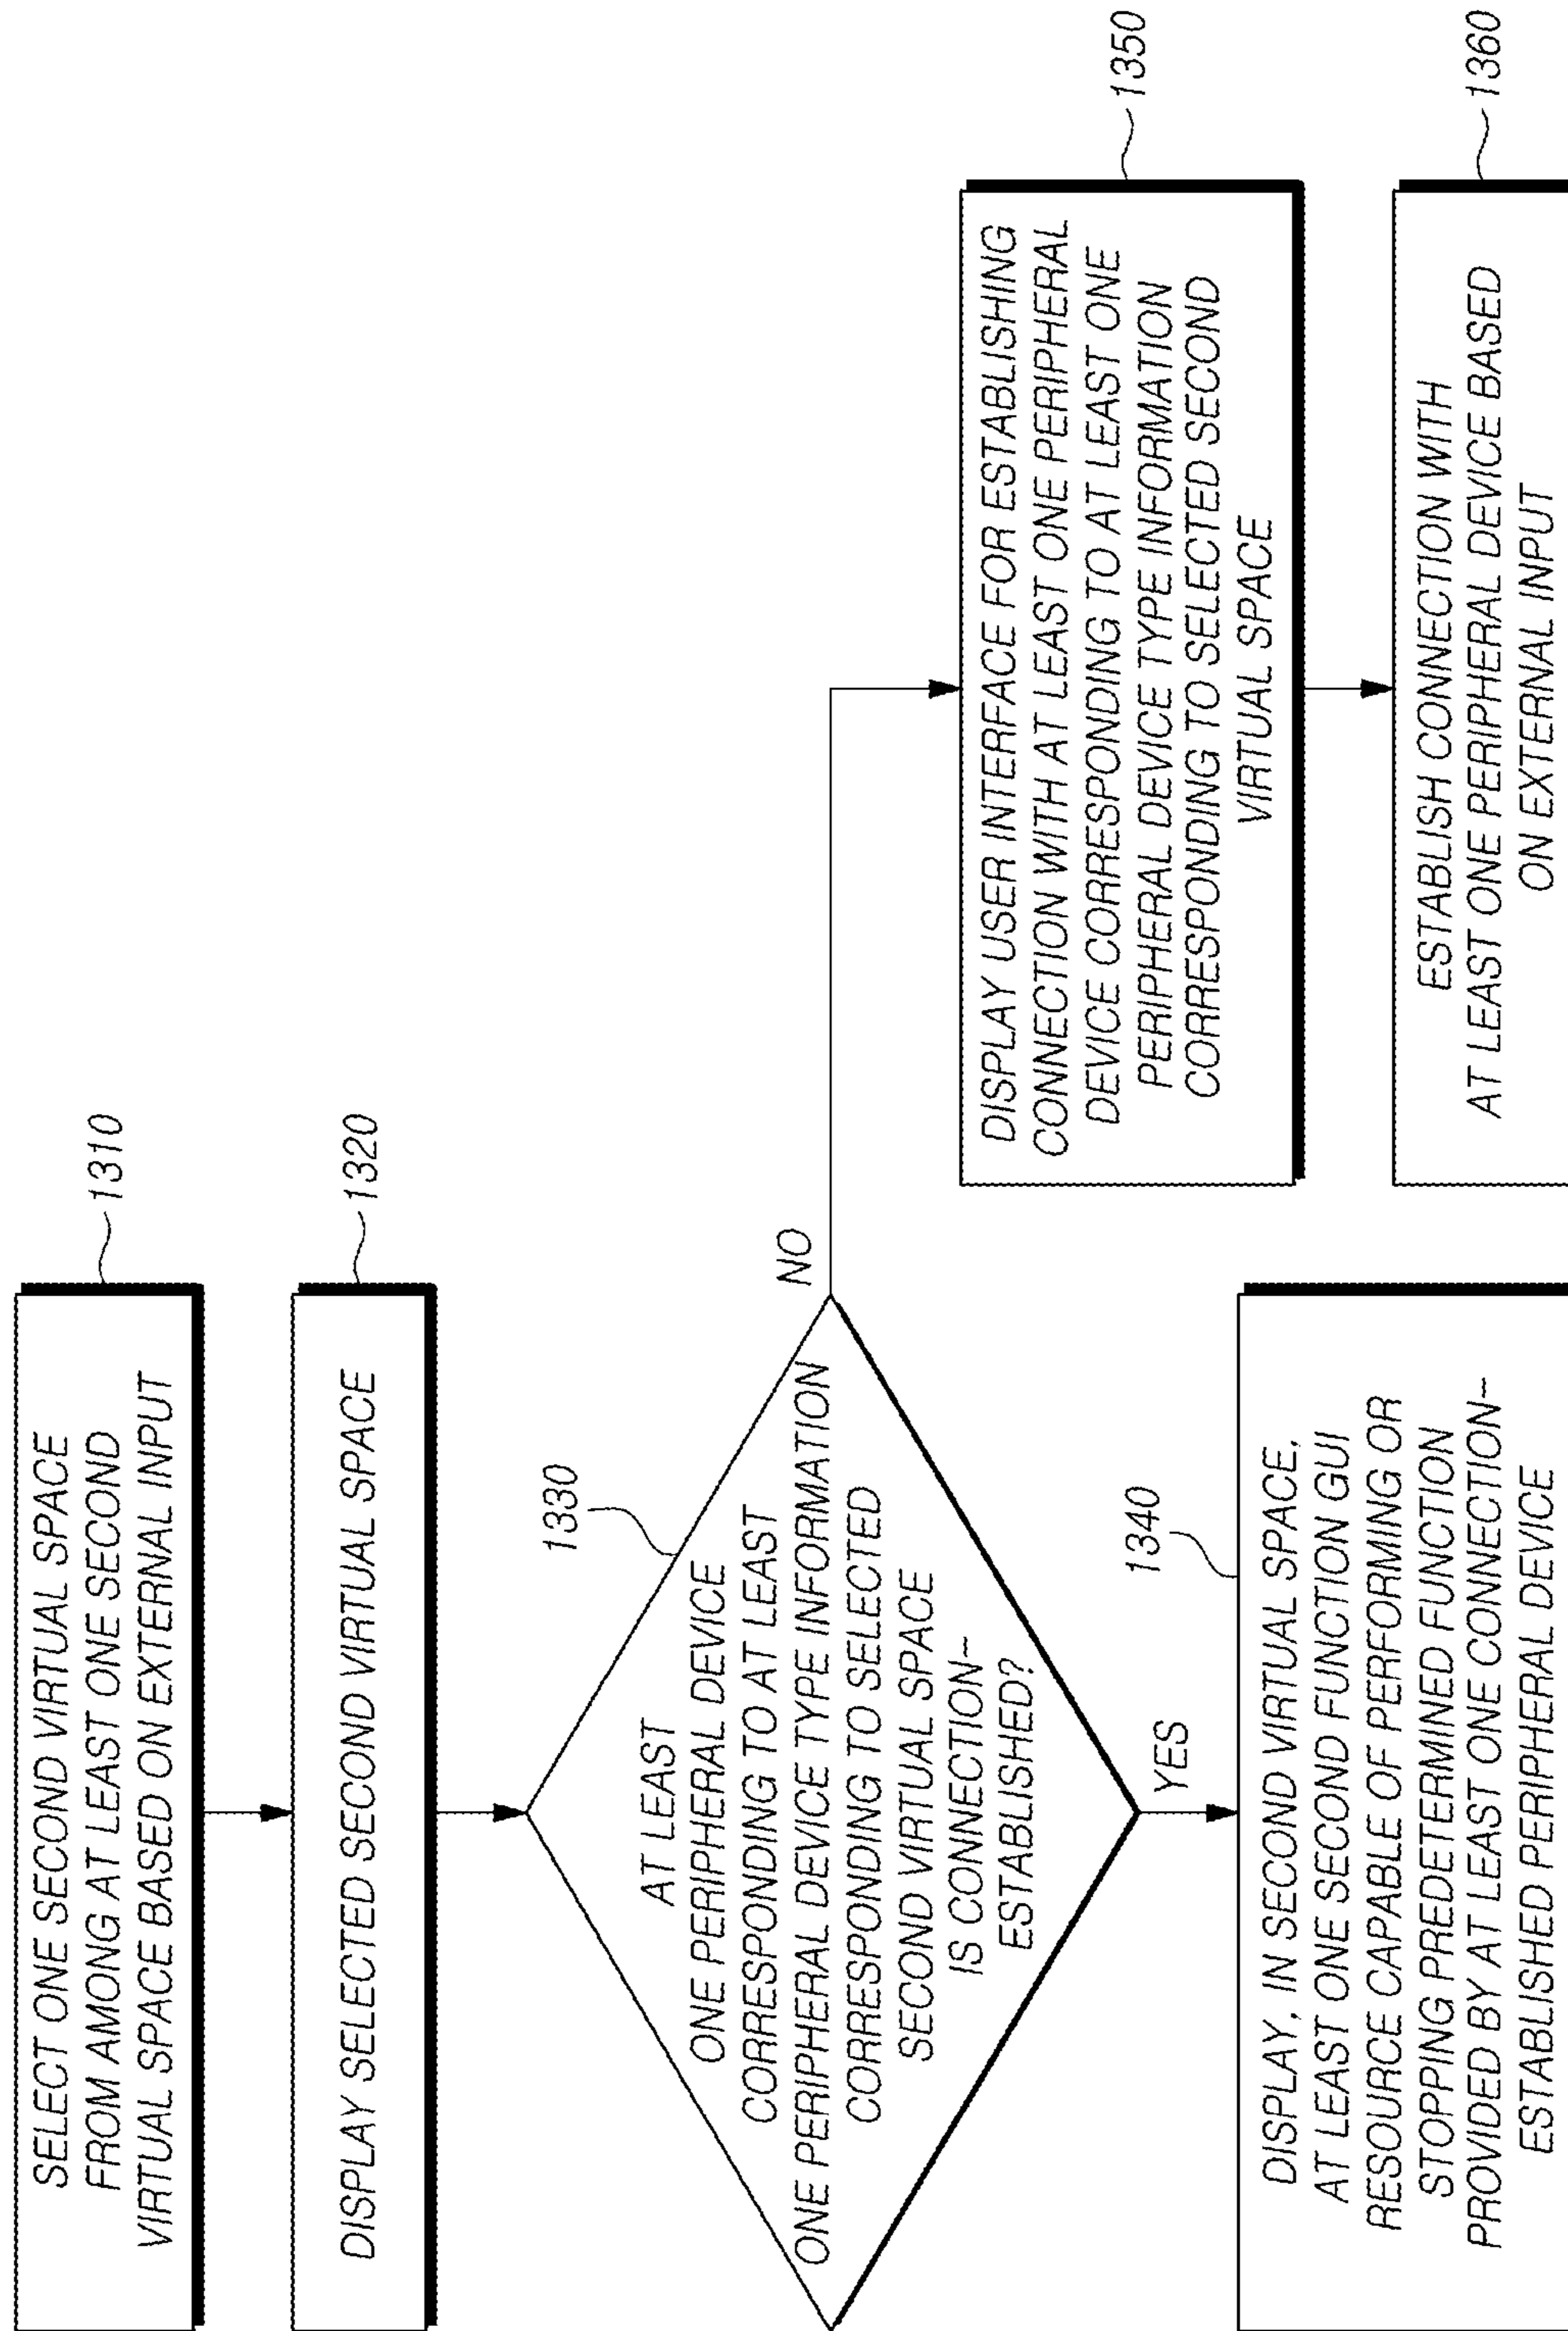 SELECT ONE SECOND VIRTUAL SPACE
FROM AMONG AT LEAST ONE SECOND
VIRTUAL SPACE BASED ON EXTERNAL INPUT
1310
DISPLAY SELECTED SECOND VIRTUAL SPACE
1320
1330
AT LEAST
ONE PERIPHERAL DEVICE
CORRESPONDING TO AT LEAST
ONE PERIPHERAL DEVICE TYPE INFORMATION
CORRESPONDING TO SELECTED
SECOND VIRTUAL SPACE
IS CONNECTION-
ESTABLISHED?
NO
YES
1340
DISPLAY, IN SECOND VIRTUAL SPACE,
AT LEAST ONE SECOND FUNCTION GUI
RESOURCE CAPABLE OF PERFORMING OR
STOPPING PREDETERMINED FUNCTION
PROVIDED BY AT LEAST ONE CONNECTION-
ESTABLISHED PERIPHERAL DEVICE
DISPLAY USER INTERFACE FOR ESTABLISHING
CONNECTION WITH AT LEAST ONE PERIPHERAL
DEVICE CORRESPONDING TO AT LEAST ONE
PERIPHERAL DEVICE TYPE INFORMATION
CORRESPONDING TO SELECTED SECOND
VIRTUAL SPACE
1350
ESTABLISH CONNECTION WITH
AT LEAST ONE PERIPHERAL DEVICE BASED
ON EXTERNAL INPUT
1360